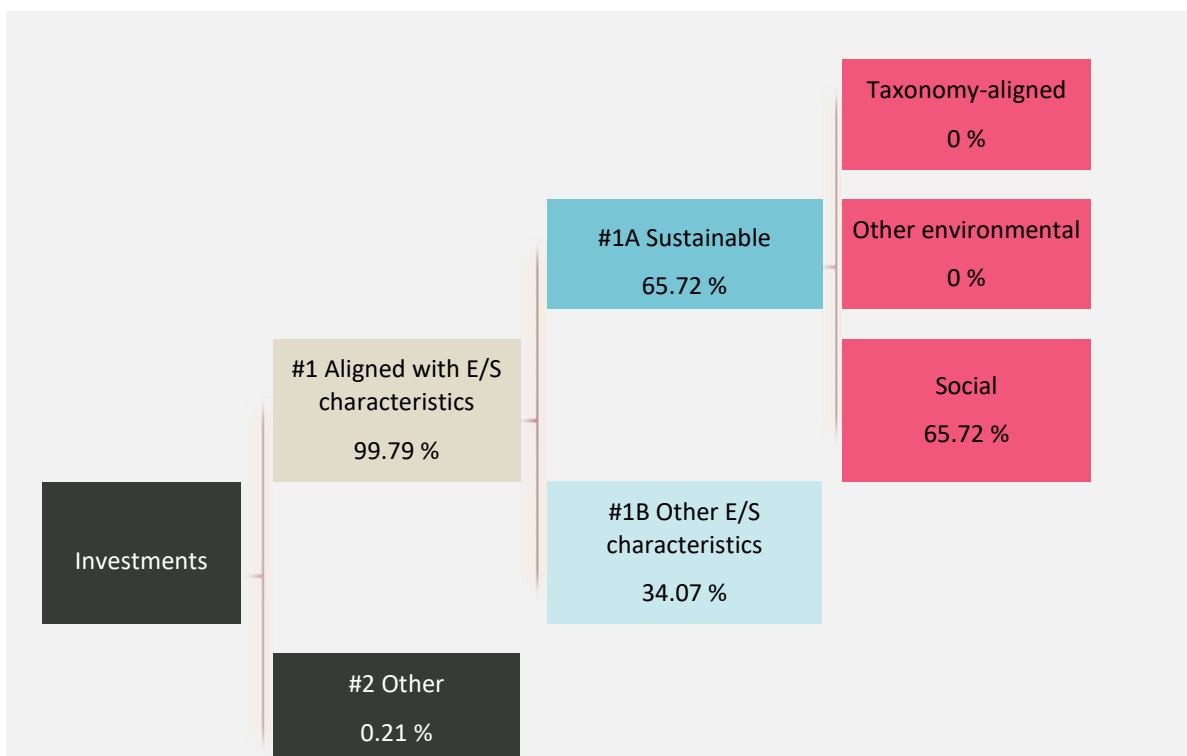 Taxonomy-aligned
0 %
#1A Sustainable
65.72 %
Other environmental
0 %
#1 Aligned with E/S
characteristics
99.79 %
Social
65.72 %
Investments
#1B Other E/S
characteristics
34.07 %
#2 Other
0.21 %